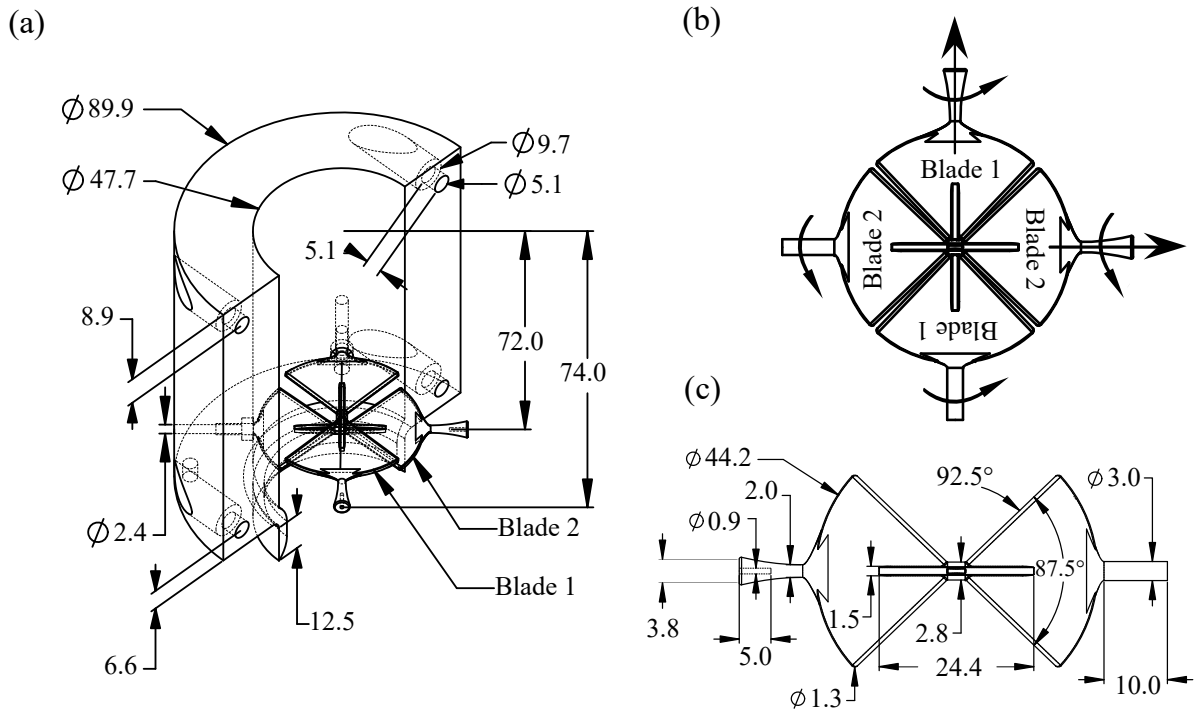 (a)
(b)
Ø89.9
Ø47.7
Ø9.7
Ø5.1
5.1
8.9
72.0
74.0
Ø2.4
6.6
12.5
Blade 2
Blade 1
Blade 1
Blade 2
Blade 2
Blade 1
(c)
Ø44.2
92.5°
Ø3.0
2.0
Ø0.9
87.5°
3.8
5.0
1.5
2.8
24.4
10.0
Ø1.3